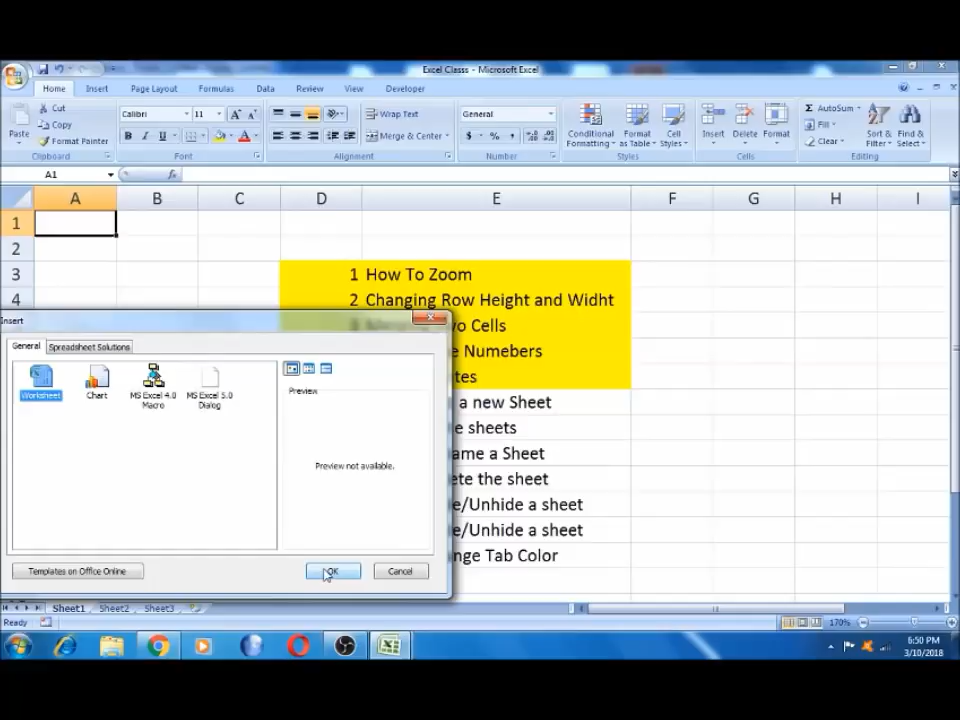 Excel Classs - Microsoft Excel
Home Insert Page Layout Formulas Data Review View Developer
Paste
Cut
Copy
Format Painter
Clipboard
Calibri 11
B I U
Font
Wrap Text
Merge & Center
Alignment
General
$ % ,
Number
Conditional Formatting
Format as Table
Cell Styles
Styles
Insert Delete Format
Cells
AutoSum
Fill
Clear
Sort & Filter
Find & Select
Editing
A1
fx
A B C D E F G H I
1
2
3 1 How To Zoom
4 2 Changing Row Height and Widht
vo Cells
e Numebers
tes
a new Sheet
e sheets
ame a Sheet
ete the sheet
e/Unhide a sheet
e/Unhide a sheet
nge Tab Color
Insert
General Spreadsheet Solutions
Worksheet
Chart
MS Excel 4.0 Macro
MS Excel 5.0 Dialog
Preview
Preview not available.
Templates on Office Online
OK Cancel
Sheet1 Sheet2 Sheet3
Ready
170%
6:50 PM
3/10/2018